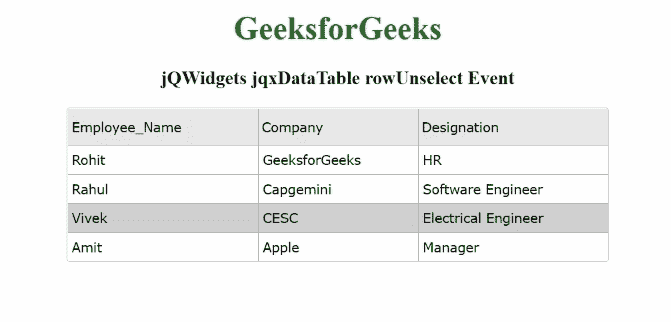 GeeksforGeeks
jQWidgets jqxDataTable rowUnselect Event
Employee_Name Company Designation
Rohit GeeksforGeeks HR
Rahul Capgemini Software Engineer
Vivek CESC Electrical Engineer
Amit Apple Manager